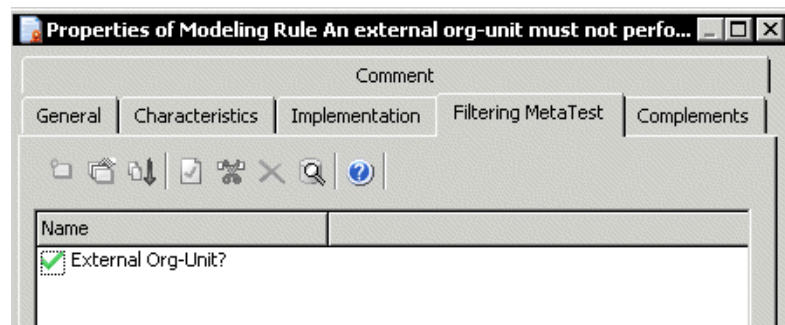 Properties of Modeling Rule An external org-unit must not perfo...
Comment
General Characteristics Implementation Filtering MetaTest Complements
Name
External Org-Unit?